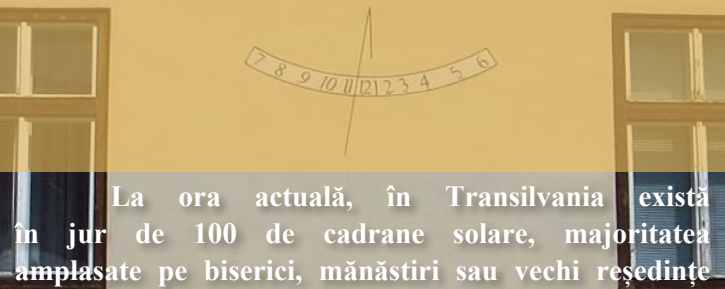 7 8 9 10 11 12 1 2 3 4 5 6
La ora actuală, în Transilvania există
în jur de 100 de cadrane solare, majoritatea
amplasate pe biserici, mănăstiri sau vechi reședințe